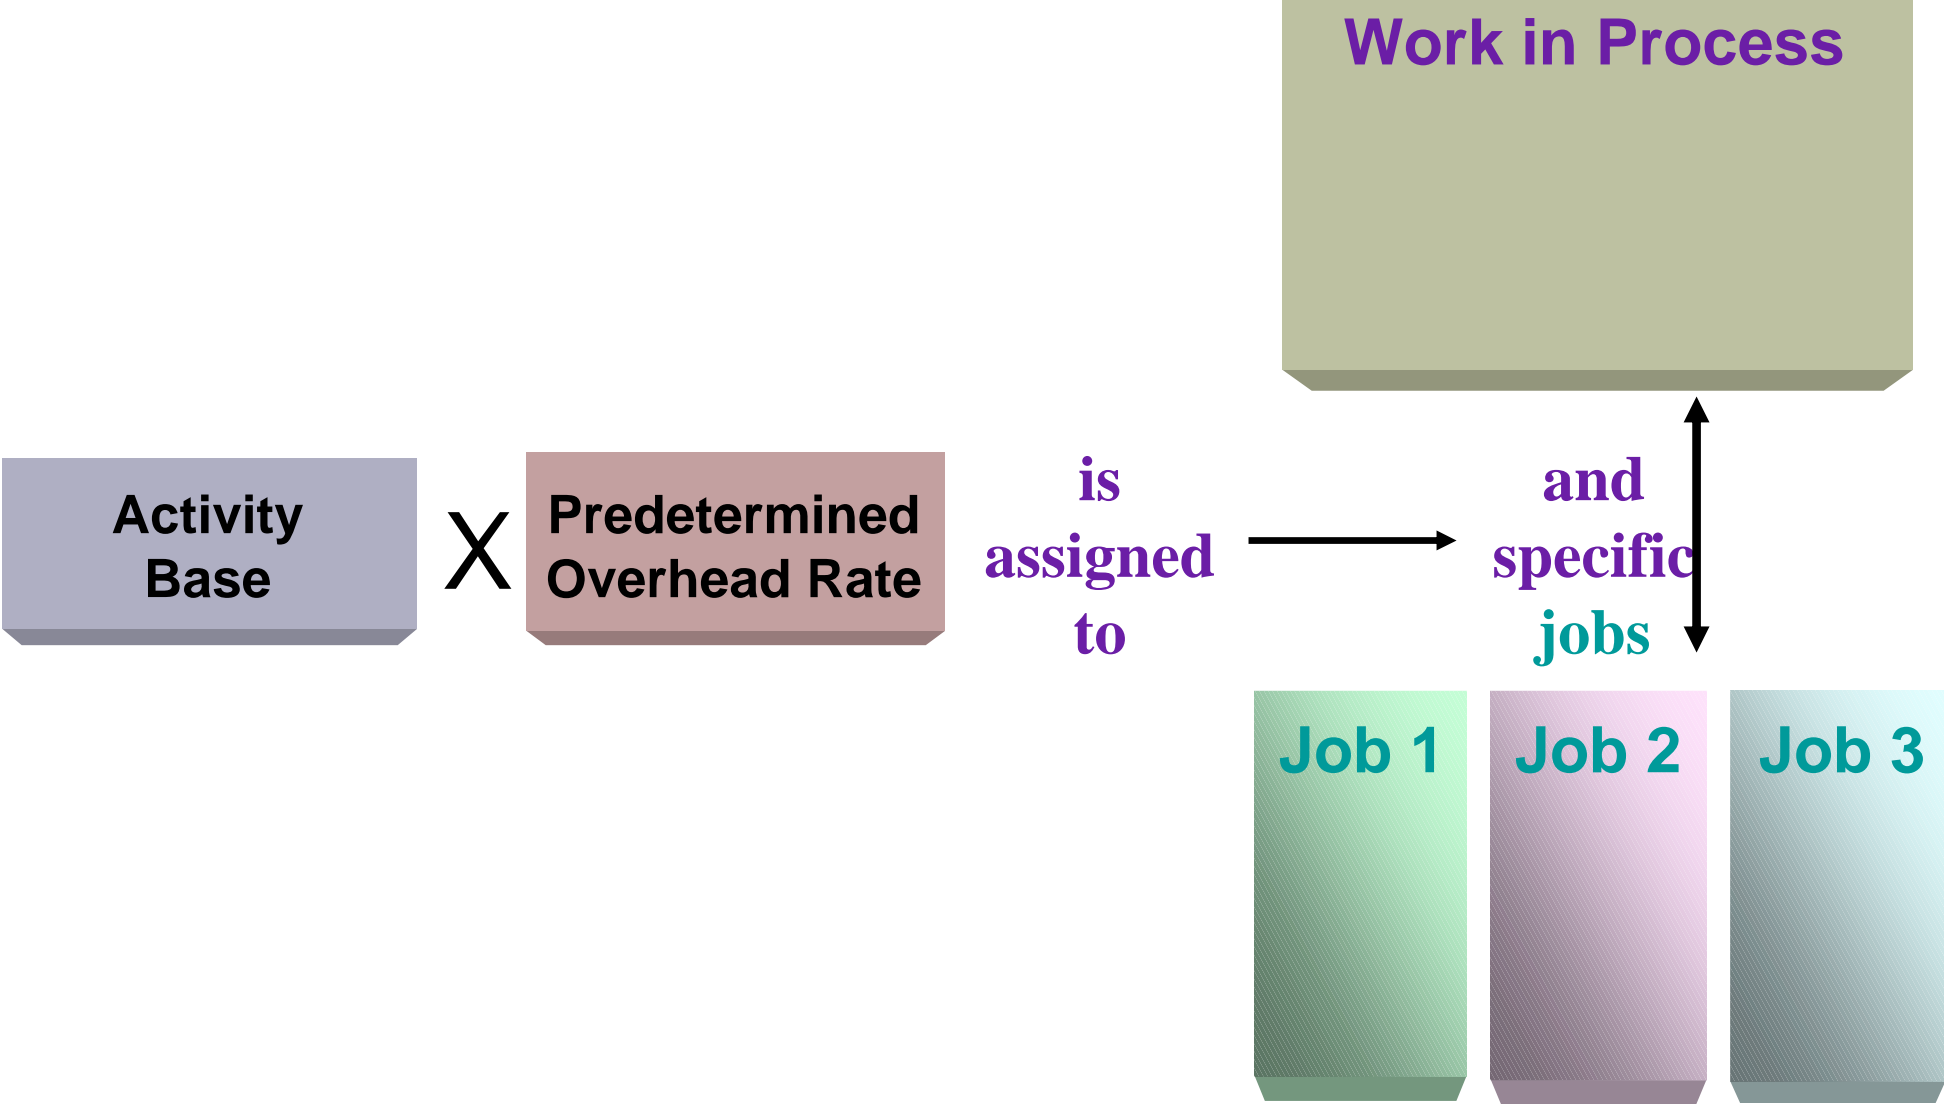 Work in Process
Activity
Base
X
Predetermined
Overhead Rate
is
assigned
to
and
specific
jobs
Job 1
Job 2
Job 3